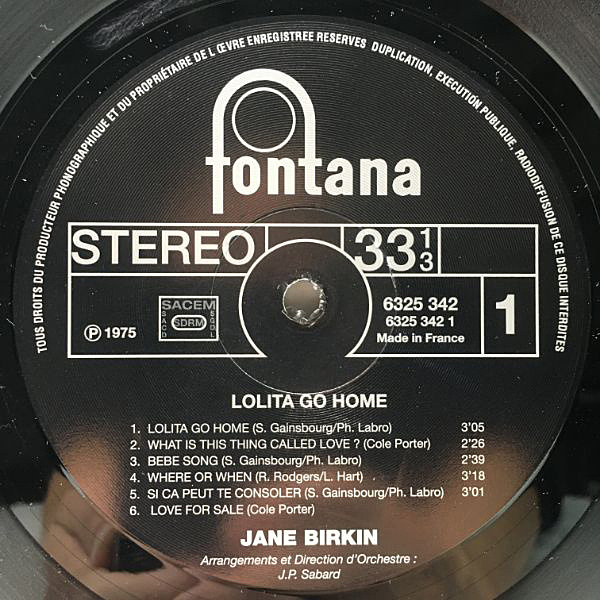 TOUS DROITS DU PRODUCTEUR PHONOGRAPHIQUE ET DU PROPRIÉTAIRE DE L ŒVRE ENREGISTREE RESERVES DUPLICATION, EXECUTION PUBLIQUE, RADIODIFFUSION DE CE DISQUE INTERDITES
fontana
STEREO 33 1/3
SACEM
SACD SDRM SGDL
6325 342
6325 342 1
Made in France
1
℗ 1975
LOLITA GO HOME
1. LOLITA GO HOME (S. Gainsbourg/Ph. Labro) 3'05
2. WHAT IS THIS THING CALLED LOVE ? (Cole Porter) 2'26
3. BEBE SONG (S. Gainsbourg/Ph. Labro) 2'39
4. WHERE OR WHEN (R. Rodgers/L. Hart) 3'18
5. SI CA PEUT TE CONSOLER (S. Gainsbourg/Ph. Labro) 3'01
6. LOVE FOR SALE (Cole Porter)
JANE BIRKIN
Arrangements et Direction d'Orchestre :
J.P. Sabard